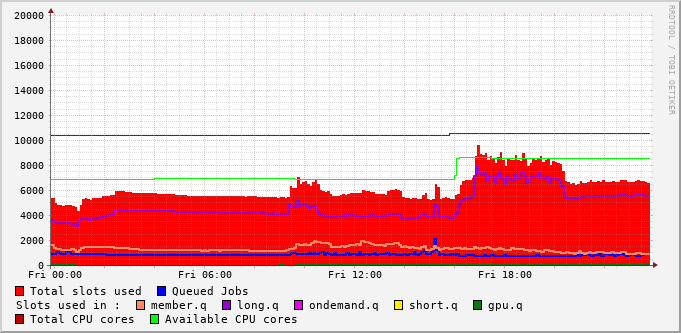 20000
18000
16000
14000
12000
10000
8000
6000
4000
2000
0
Fri 00:00 Fri 06:00 Fri 12:00 Fri 18:00
Total slots used Queued Jobs
Slots used in : member.q long.q ondemand.q short.q gpu.q
Total CPU cores Available CPU cores
RRDTOOL / TOBI OETIKER